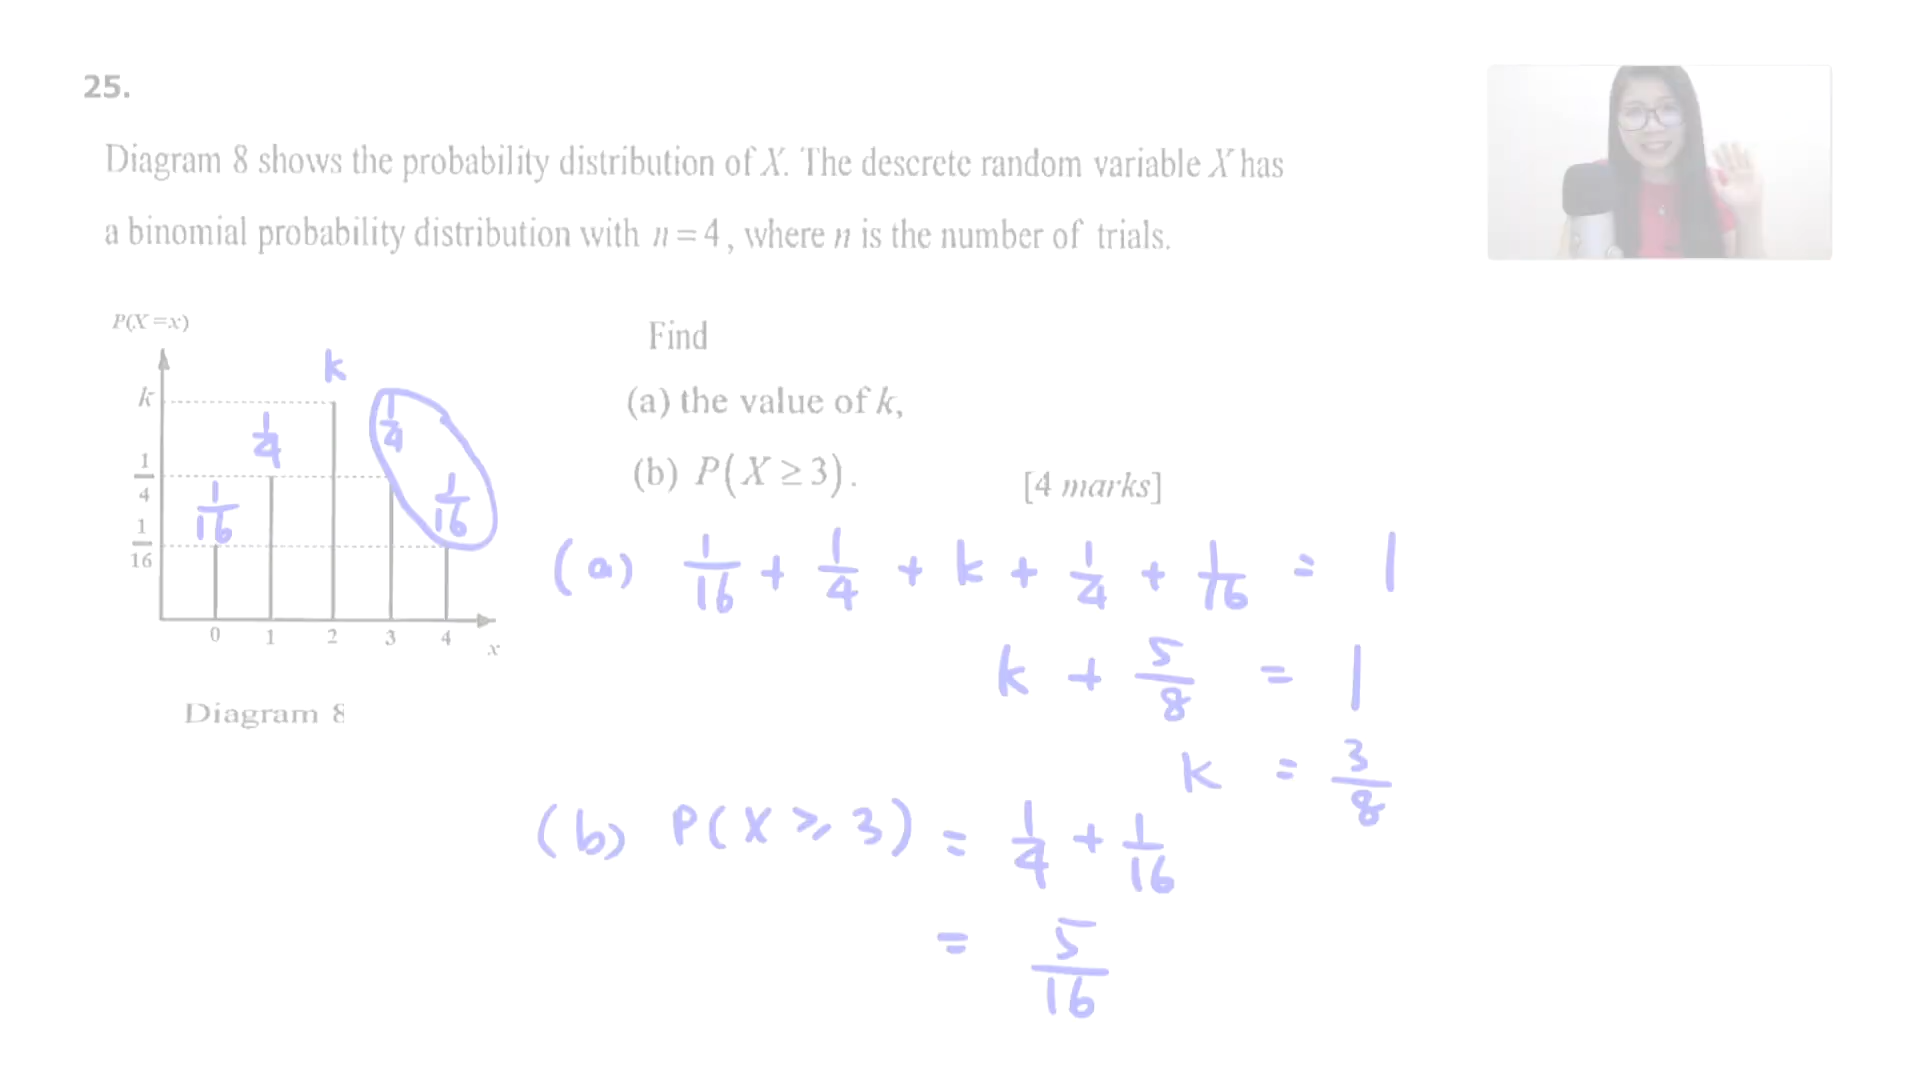 25.
Diagram 8 shows the probability distribution of X. The descrete random variable X has
a binomial probability distribution with n = 4, where n is the number of trials.
P(X = x)
k
k
1/4
1/4
1/4
1/16
1/16
1/16
0 1 2 3 4
x
Diagram 8
Find
(a) the value of k,
(b) P(X ≥ 3).
[4 marks]
(a) 1/16 + 1/4 + k + 1/4 + 1/16 = 1
k + 5/8 = 1
k = 3/8
(b) P(X ≥ 3) = 1/4 + 1/16
= 5/16